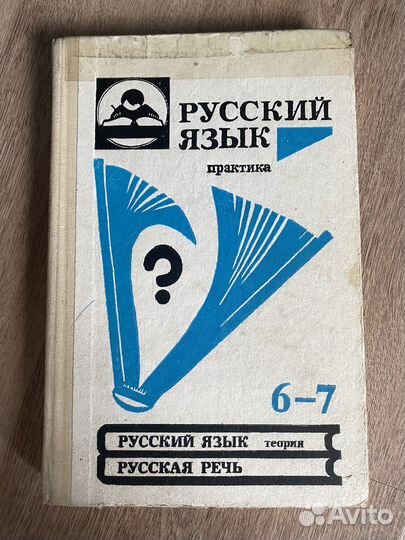 РУССКИЙ
ЯЗЫК
практика
?
6–7
РУССКИЙ ЯЗЫК теория
РУССКАЯ РЕЧЬ
Avito